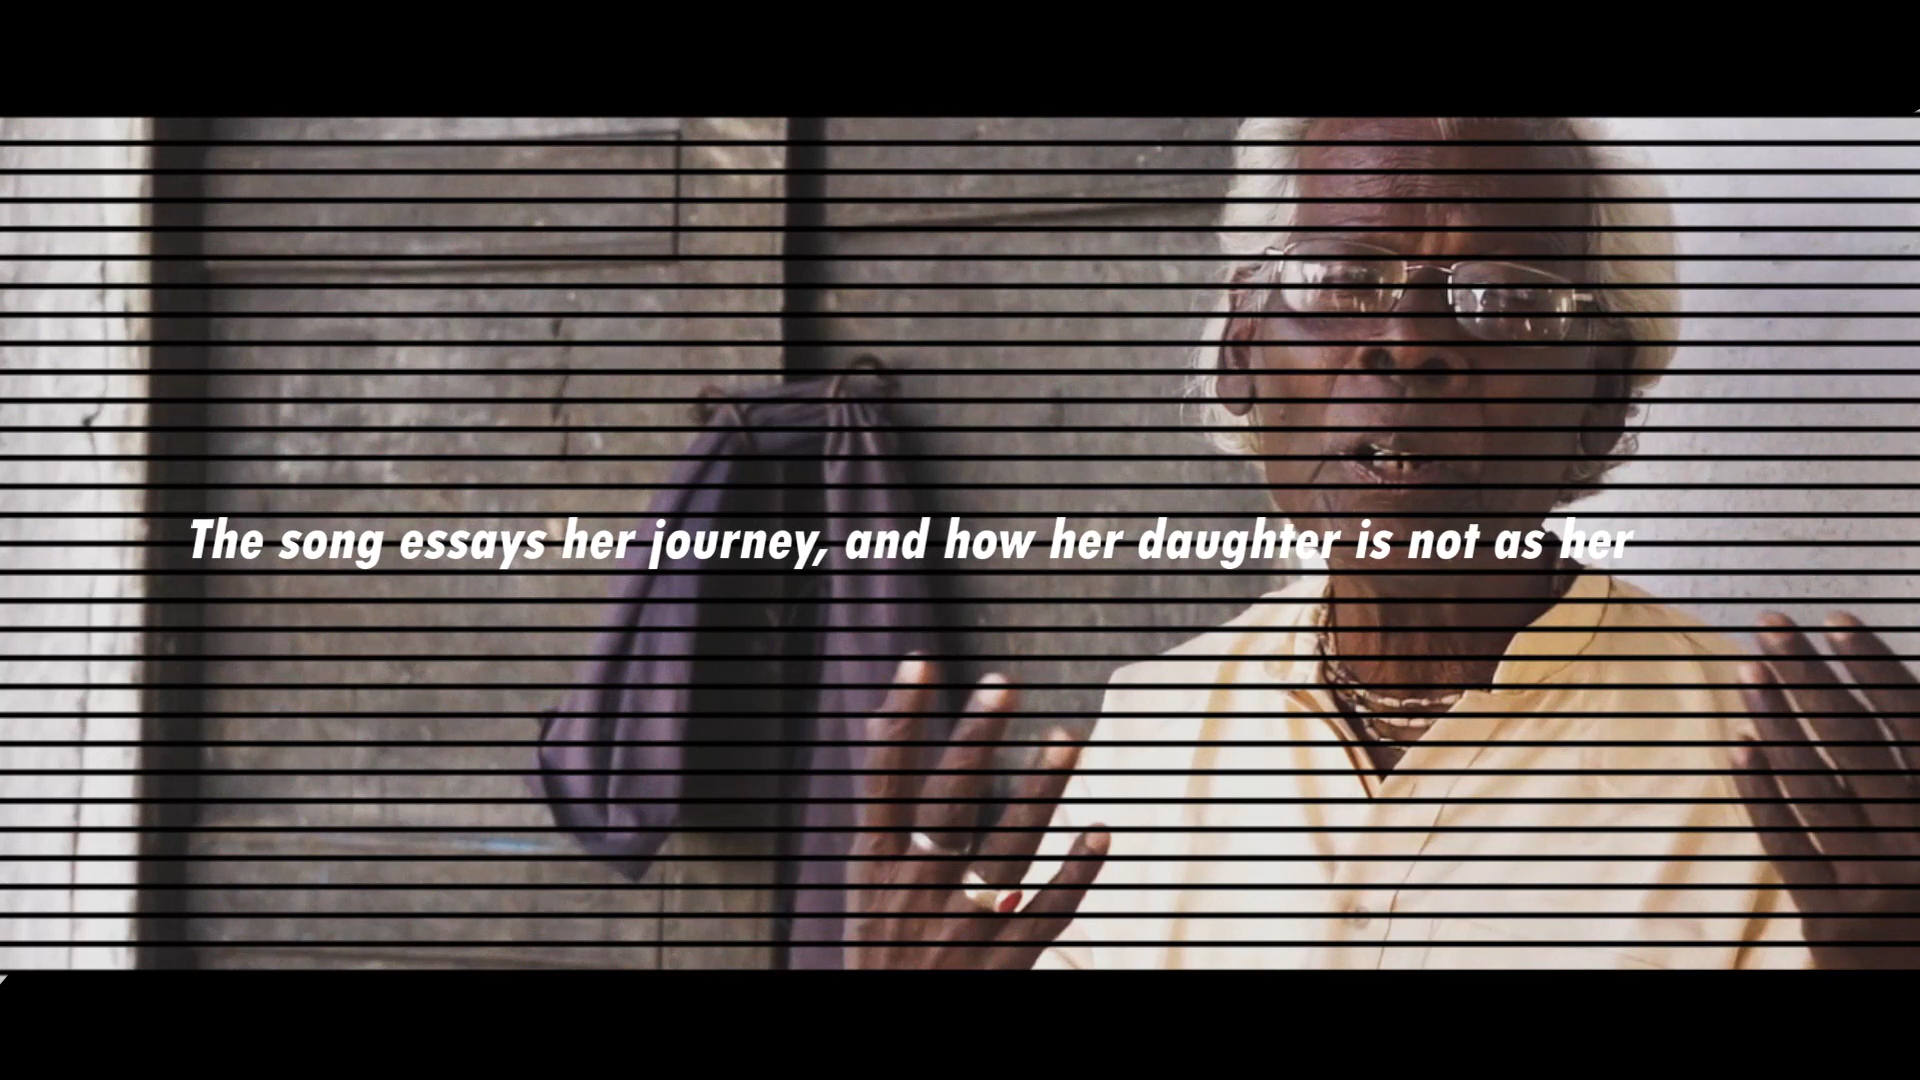 The song essays her journey, and how her daughter is not as her